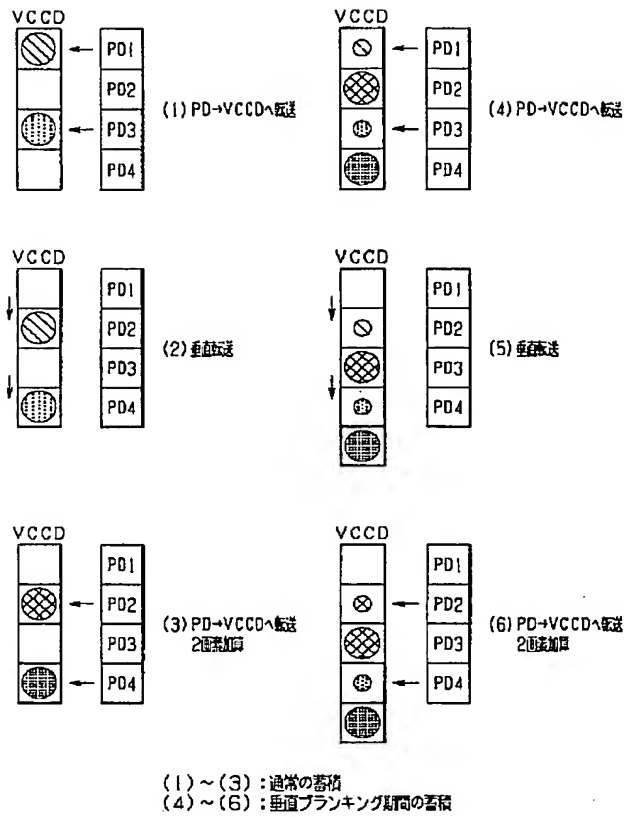 VCCD
PD1
PD2
PD3
PD4
(1) PD→VCCDへ転送
VCCD
PD1
PD2
PD3
PD4
(4) PD→VCCDへ転送
VCCD
PD1
PD2
PD3
PD4
(2) 垂直転送
VCCD
PD1
PD2
PD3
PD4
(5) 垂直転送
VCCD
PD1
PD2
PD3
PD4
(3) PD→VCCDへ転送
2画素加算
VCCD
PD1
PD2
PD3
PD4
(6) PD→VCCDへ転送
2画素加算
(1)~(3):通常の蓄積
(4)~(6):垂直ブランキング期間の蓄積